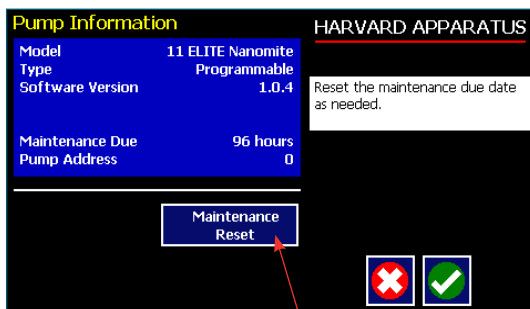 Pump Information
HARVARD APPARATUS
Model 11 ELITE Nanomite
Type Programmable
Software Version 1.0.4
Reset the maintenance due date
as needed.
Maintenance Due 96 hours
Pump Address 0
Maintenance
Reset